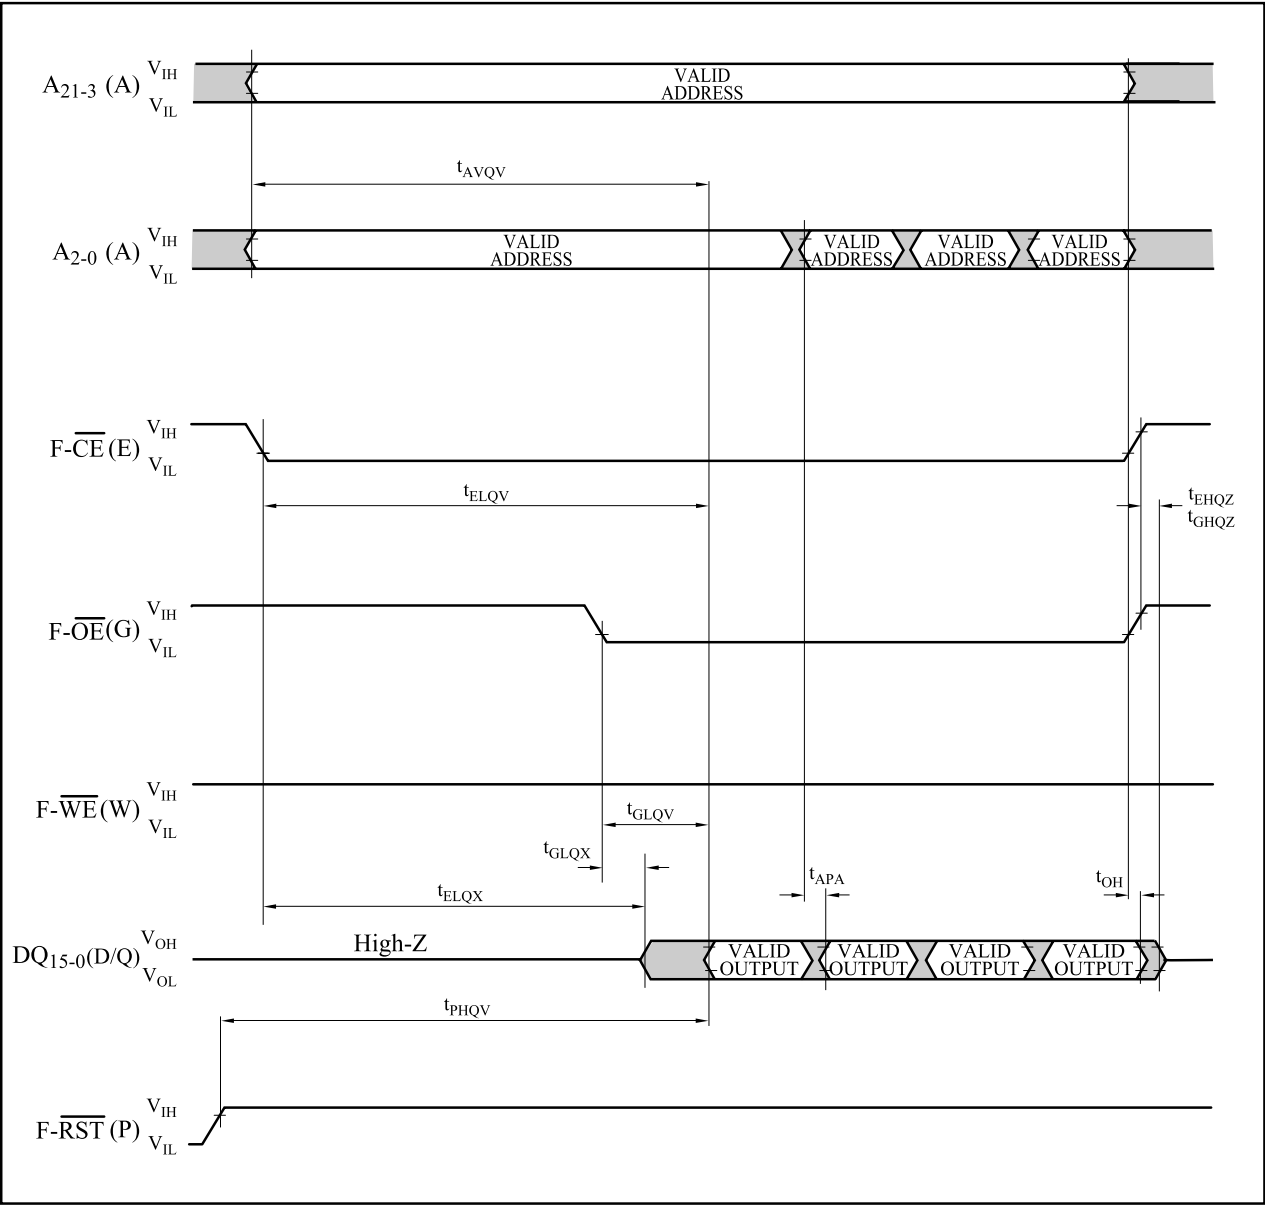 A21-3 (A) VIH VIL VALID ADDRESS
tAVQV
A2-0 (A) VIH VIL VALID ADDRESS VALID ADDRESS VALID ADDRESS VALID ADDRESS
F-CE (E) VIH VIL
tELQV
tEHQZ
tGHQZ
F-OE (G) VIH VIL
F-WE (W) VIH VIL
tGLQV
tGLQX
tELQX
tAPA
tOH
DQ15-0 (D/Q) VOH VOL High-Z VALID OUTPUT VALID OUTPUT VALID OUTPUT VALID OUTPUT
tPHQV
F-RST (P) VIH VIL